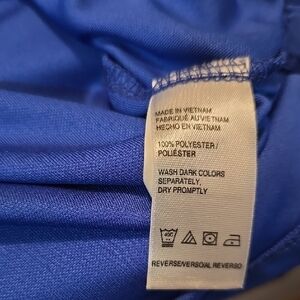 MADE IN VIETNAM
FABRIQUÉ AU VIETNAM
HECHO EN VIETNAM
100% POLYESTER /
POLIÉSTER
WASH DARK COLORS
SEPARATELY,
DRY PROMPTLY
REVERSE/VERSO/AL REVERSO